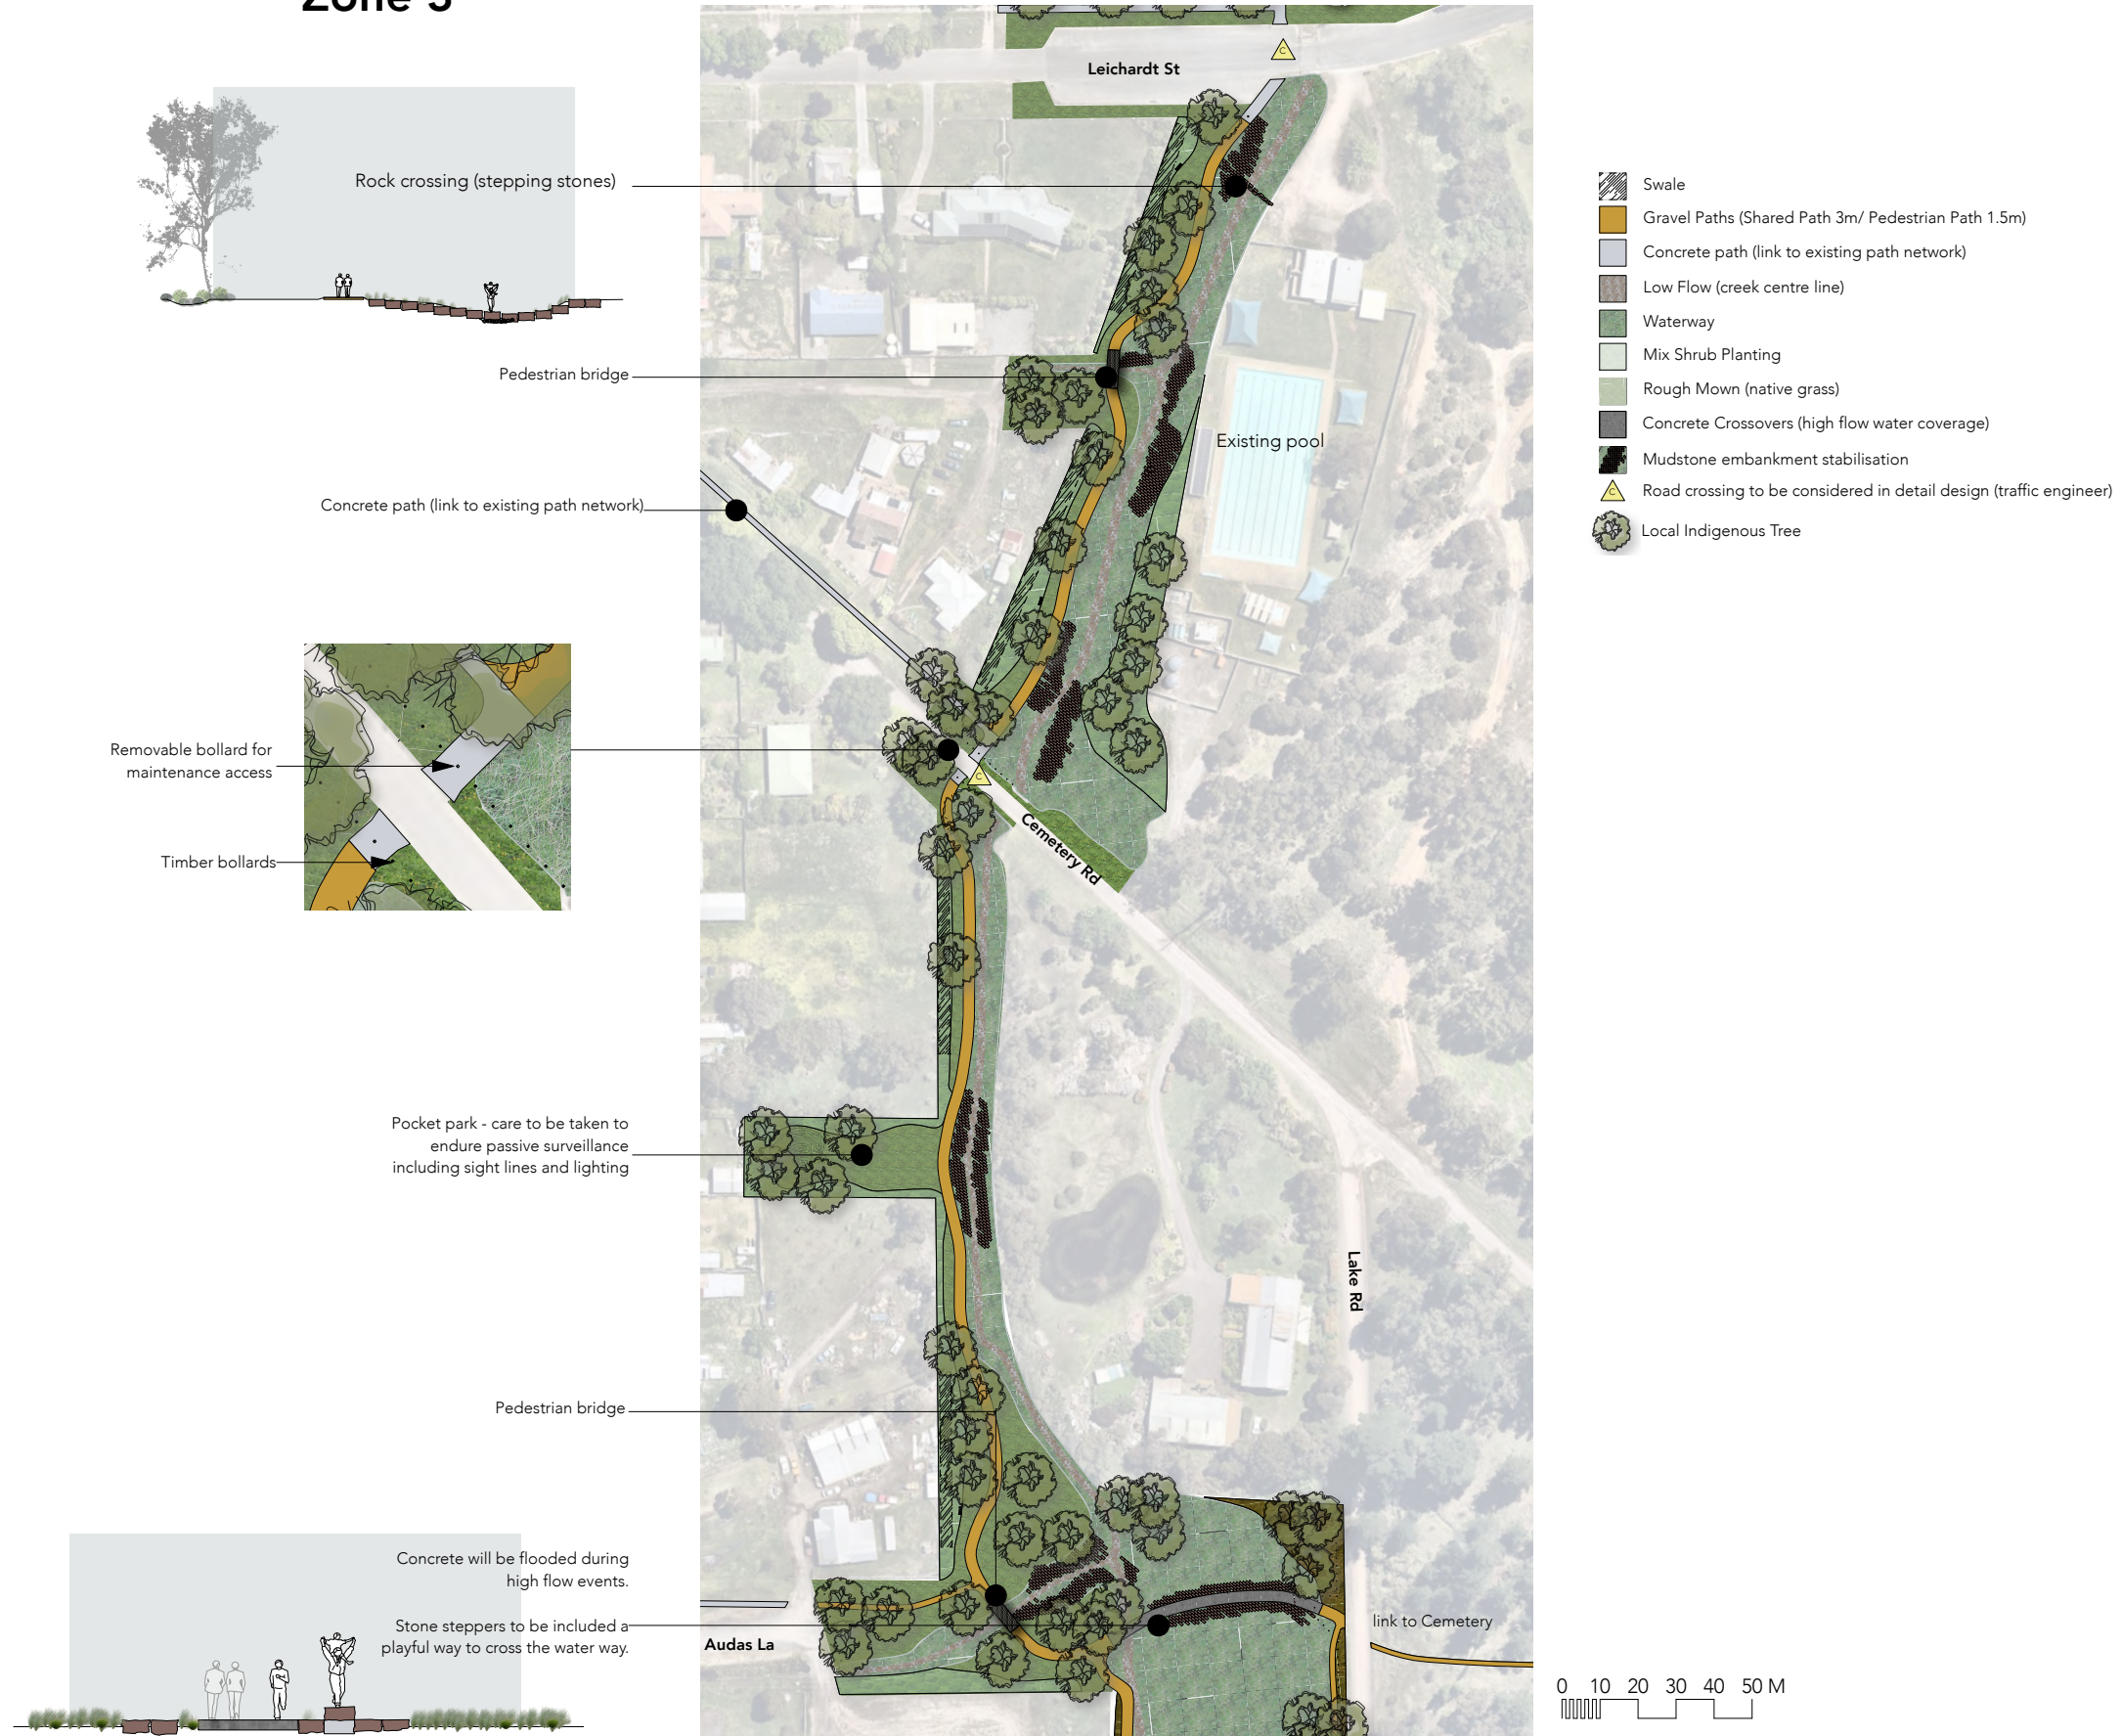 Zone 3
Leichardt St
C
Rock crossing (stepping stones)
Pedestrian bridge
Existing pool
Concrete path (link to existing path network)
Removable bollard for
maintenance access
Timber bollards
C
Cemetery Rd
Pocket park - care to be taken to
endure passive surveillance
including sight lines and lighting
Lake Rd
Pedestrian bridge
Concrete will be flooded during
high flow events.
Stone steppers to be included a
playful way to cross the water way.
Audas La
link to Cemetery
Swale
Gravel Paths (Shared Path 3m/ Pedestrian Path 1.5m)
Concrete path (link to existing path network)
Low Flow (creek centre line)
Waterway
Mix Shrub Planting
Rough Mown (native grass)
Concrete Crossovers (high flow water coverage)
Mudstone embankment stabilisation
C
Road crossing to be considered in detail design (traffic engineer)
Local Indigenous Tree
0 10 20 30 40 50 M